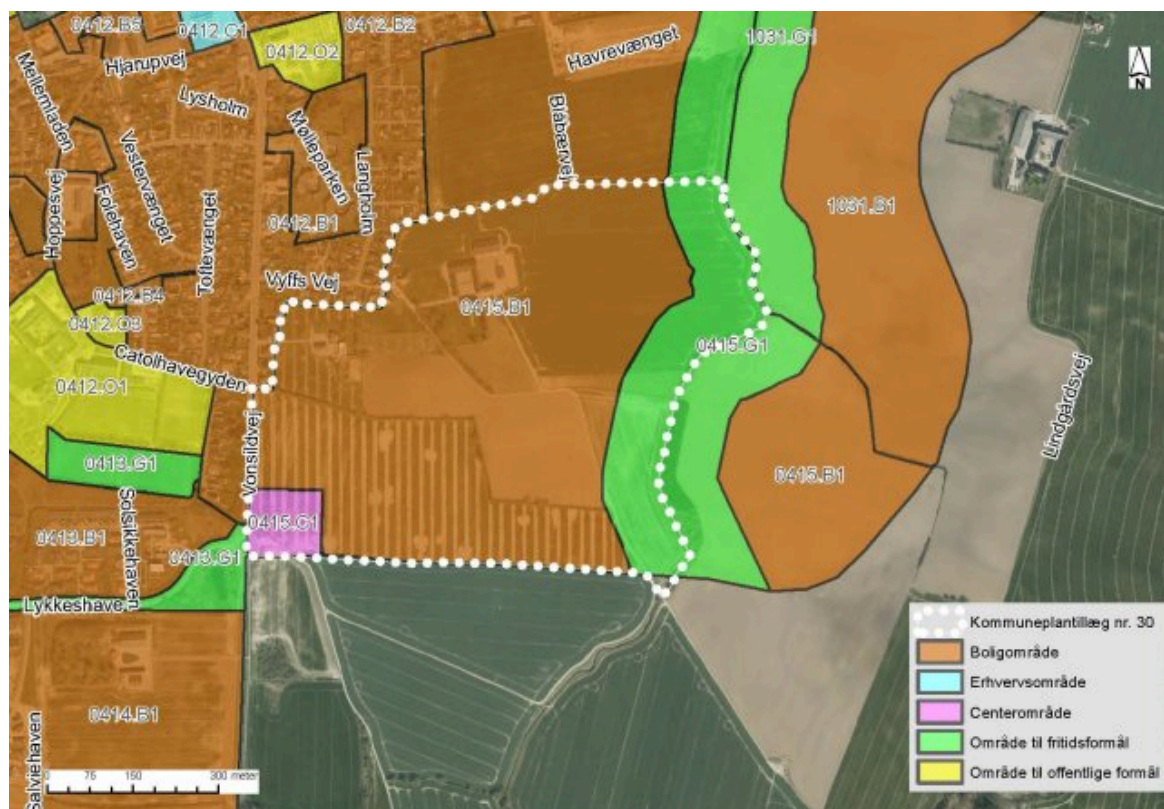 0412.B5
0412.C1
0412.B2
1031.G1
0412.O2
Hjarupvej
Havrevænget
N
Mellemladen
Lysholm
Mølleparken
Blåbærvej
Vestervænget
Langholm
Hoppesvej
Folehaven
Toftevænget
0412.B1
1031.B1
Vyffs Vej
0412.B4
0415.B1
0412.O3
Catolhavegyden
0415.G1
0412.O1
Lindgårdsvej
Vonsildvej
0413.G1
0415.B1
Solsikkehaven
0415.C1
0413.B1
0413.G1
Lykkeshave
Kommuneplantillæg nr. 30
Boligområde
Erhvervsområde
Centerområde
Område til fritidsformål
Område til offentlige formål
0414.B1
Salviehaven
0 75 150 300
meter